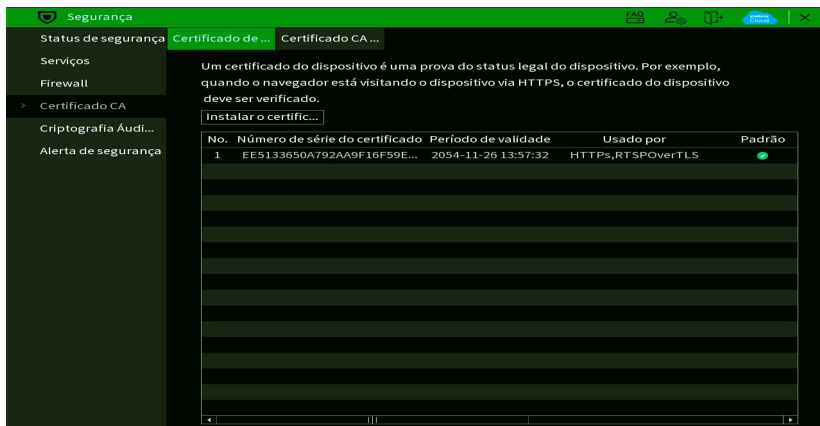 Segurança
FAQ
Cloud
Status de segurança
Certificado de ...
Certificado CA ...
Serviços
Firewall
> Certificado CA
Criptografia Áudi...
Alerta de segurança
Um certificado do dispositivo é uma prova do status legal do dispositivo. Por exemplo,
quando o navegador está visitando o dispositivo via HTTPS, o certificado do dispositivo
deve ser verificado.
Instalar o certific...
No. Número de série do certificado Período de validade Usado por Padrão
1 EE5133650A792AA9F16F59E... 2054-11-26 13:57:32 HTTPs,RTSPOverTLS